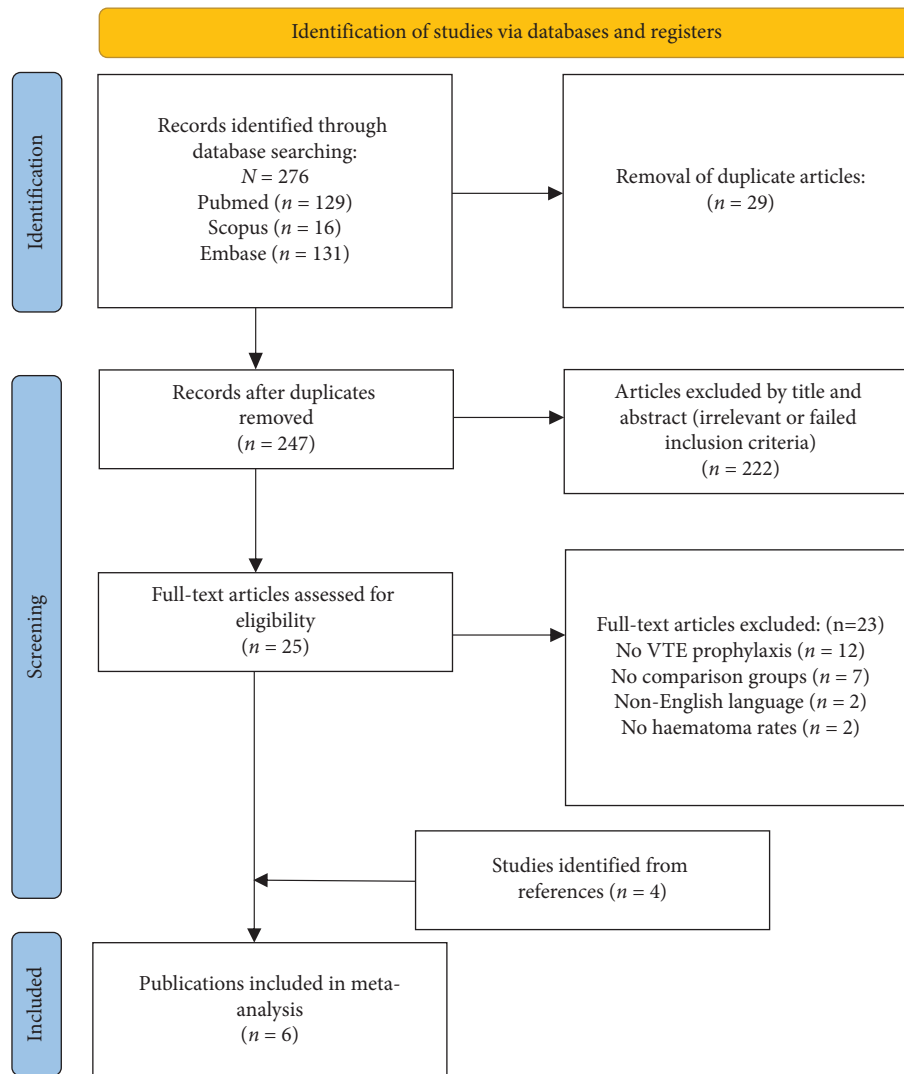 Identification of studies via databases and registers
Identification
Records identified through
database searching:
N = 276
Pubmed (n = 129)
Scopus (n = 16)
Embase (n = 131)
Removal of duplicate articles:
(n = 29)
Screening
Records after duplicates
removed
(n = 247)
Articles excluded by title and
abstract (irrelevant or failed
inclusion criteria)
(n = 222)
Full-text articles assessed for
eligibility
(n = 25)
Full-text articles excluded: (n=23)
No VTE prophylaxis (n = 12)
No comparison groups (n = 7)
Non-English language (n = 2)
No haematoma rates (n = 2)
Studies identified from
references (n = 4)
Included
Publications included in meta-
analysis
(n = 6)